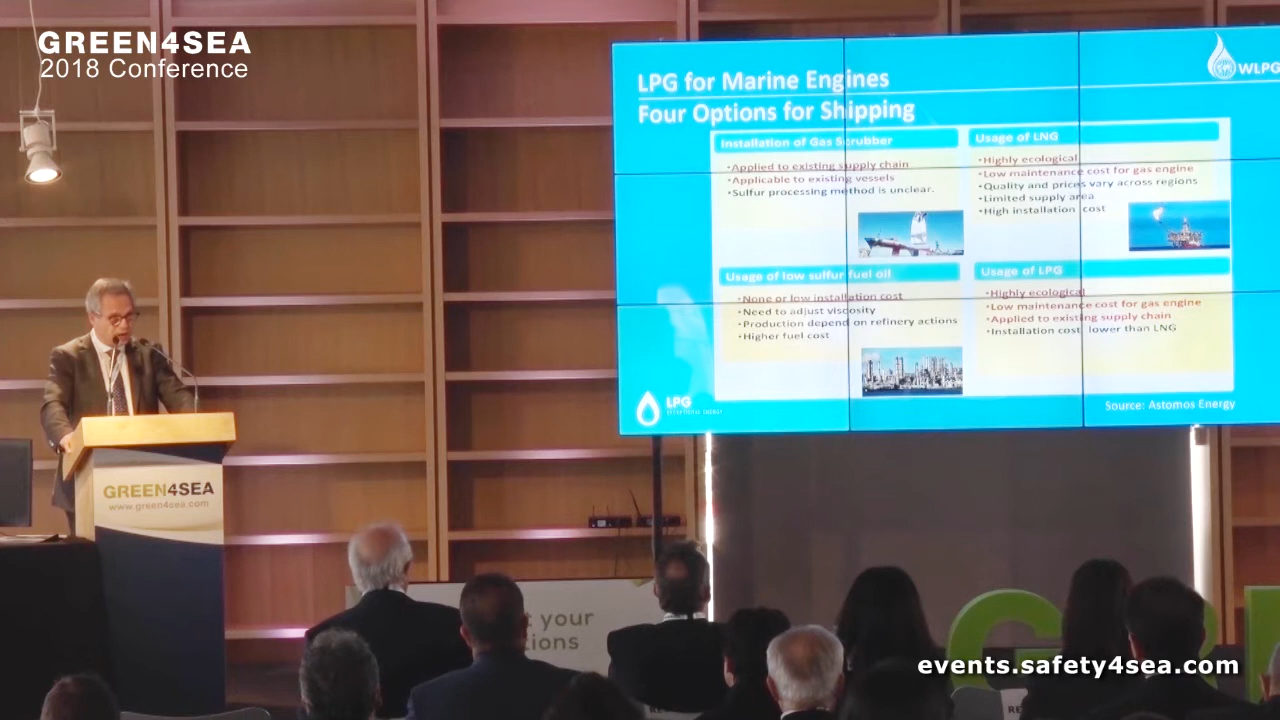 GREEN4SEA
2018 Conference
LPG for Marine Engines
Four Options for Shipping
WLPG
Installation of Gas Scrubber
•Applied to existing supply chain
•Applicable to existing vessels
•Sulfur processing method is unclear.
Usage of LNG
•Highly ecological
•Low maintenance cost for gas engine
•Quality and prices vary across regions
•Limited supply area
•High installation cost
Usage of low sulfur fuel oil
•None or low installation cost
•Need to adjust viscosity
•Production depend on refinery actions
•Higher fuel cost
Usage of LPG
•Highly ecological
•Low maintenance cost for gas engine
•Applied to existing supply chain
•Installation cost lower than LNG
LPG
EXCEPTIONAL ENERGY
Source: Astomos Energy
GREEN4SEA
www.green4sea.com
t your
tions
G
RE
events.safety4sea.com